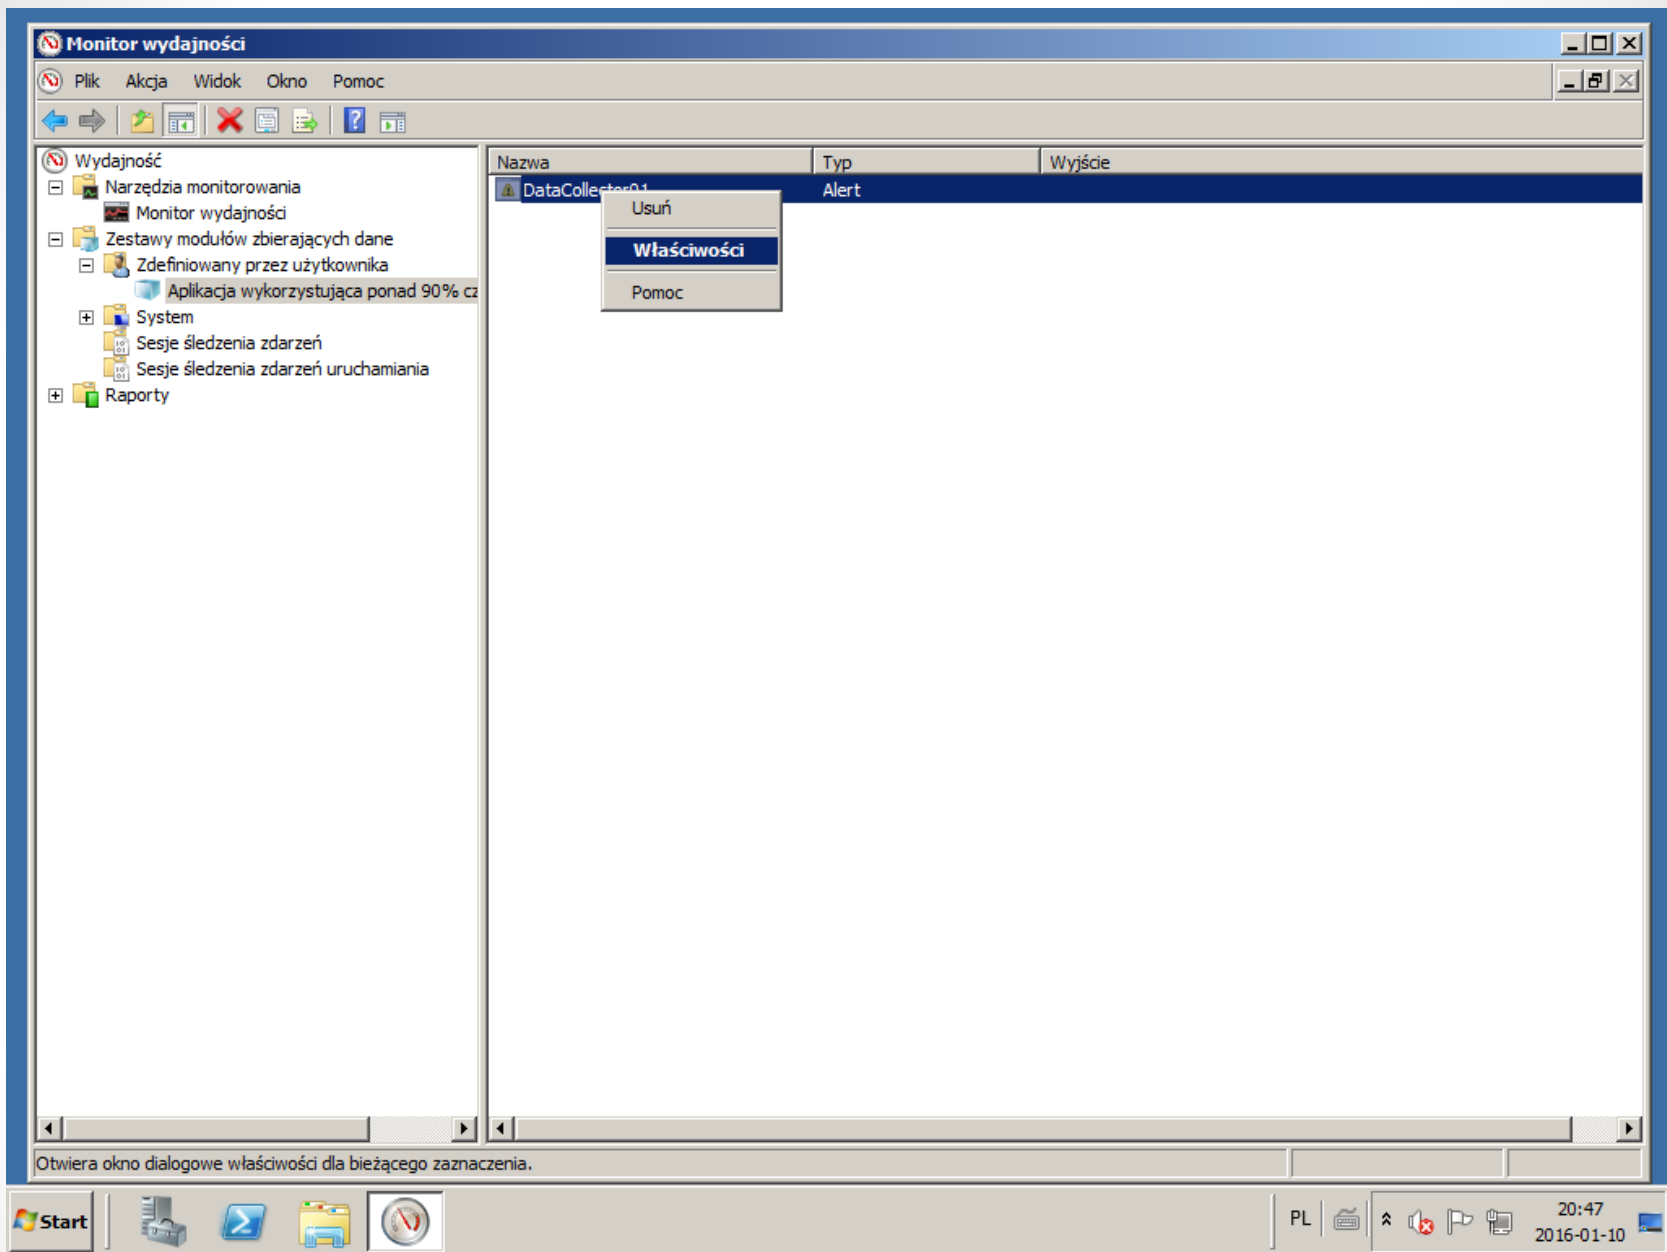 Monitor wydajności
Plik Akcja Widok Okno Pomoc
Wydajność
Narzędzia monitorowania
Monitor wydajności
Zestawy modułów zbierających dane
Zdefiniowany przez użytkownika
Aplikacja wykorzystująca ponad 90% cz
System
Sesje śledzenia zdarzeń
Sesje śledzenia zdarzeń uruchamiania
Raporty
Nazwa Typ Wyjście
DataCollector01 Alert
Usuń
Właściwości
Pomoc
Otwiera okno dialogowe właściwości dla bieżącego zaznaczenia.
Start PL 20:47
2016-01-10